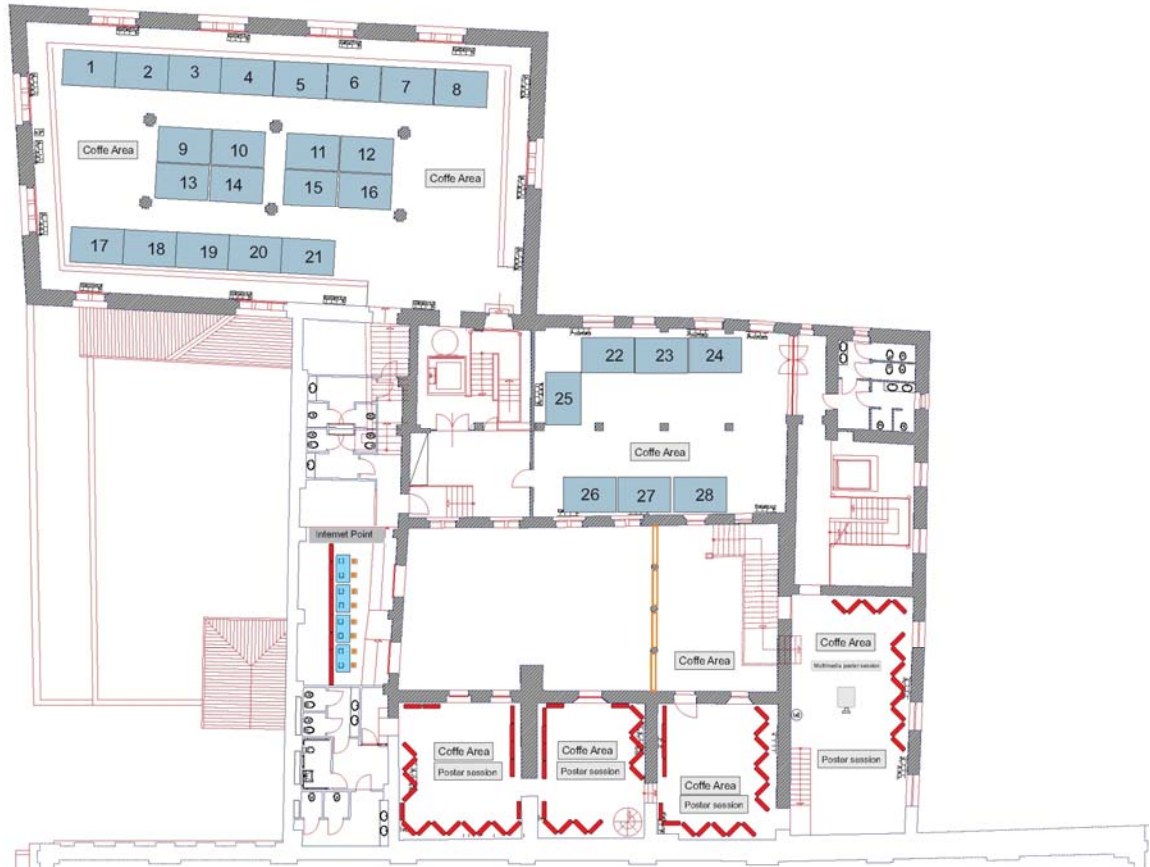 1 2 3 4 5 6 7 8
Coffe Area
9 10 11 12
Coffe Area
13 14 15 16
17 18 19 20 21
22 23 24
25
Coffe Area
26 27 28
Internet Point
Coffe Area
Coffe Area
Multimedia poster session
Coffe Area
Poster session
Coffe Area
Poster session
Coffe Area
Poster session
Poster session